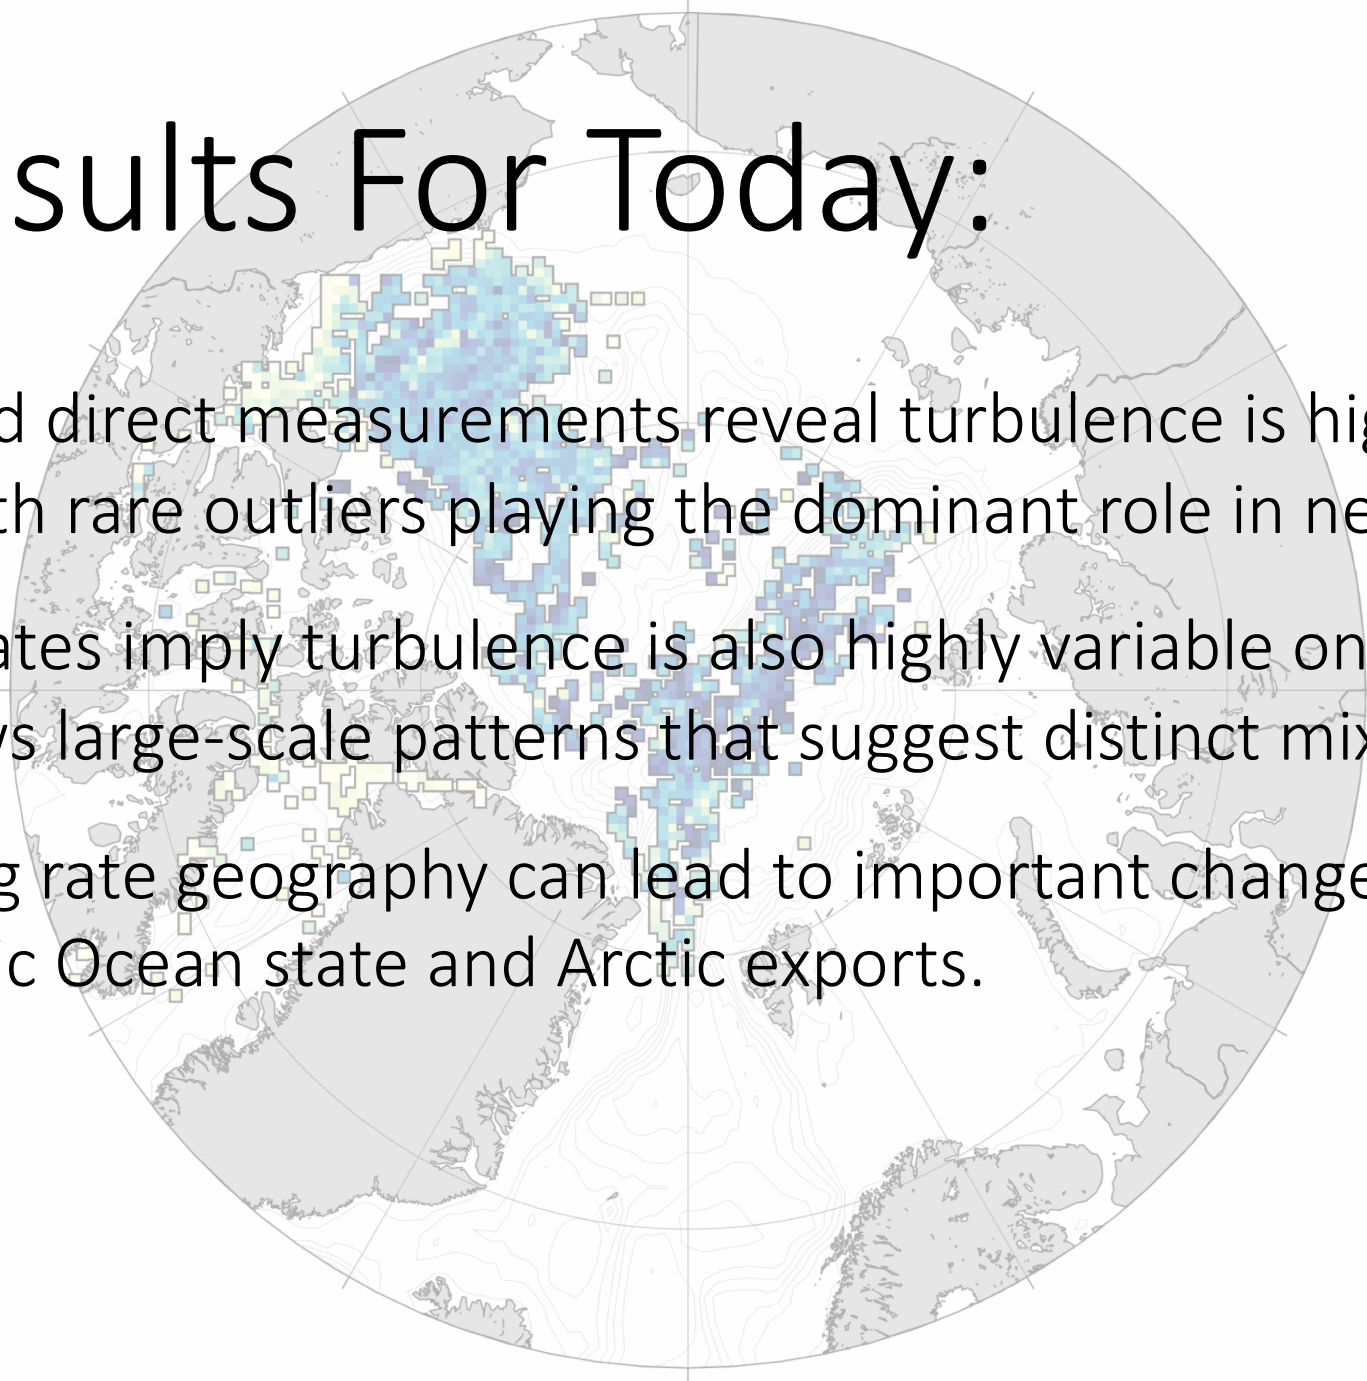 sults For Today:
d direct measurements reveal turbulence is hig
th rare outliers playing the dominant role in ne
ates imply turbulence is also highly variable on
ws large-scale patterns that suggest distinct mix
g rate geography can lead to important change
ic Ocean state and Arctic exports.